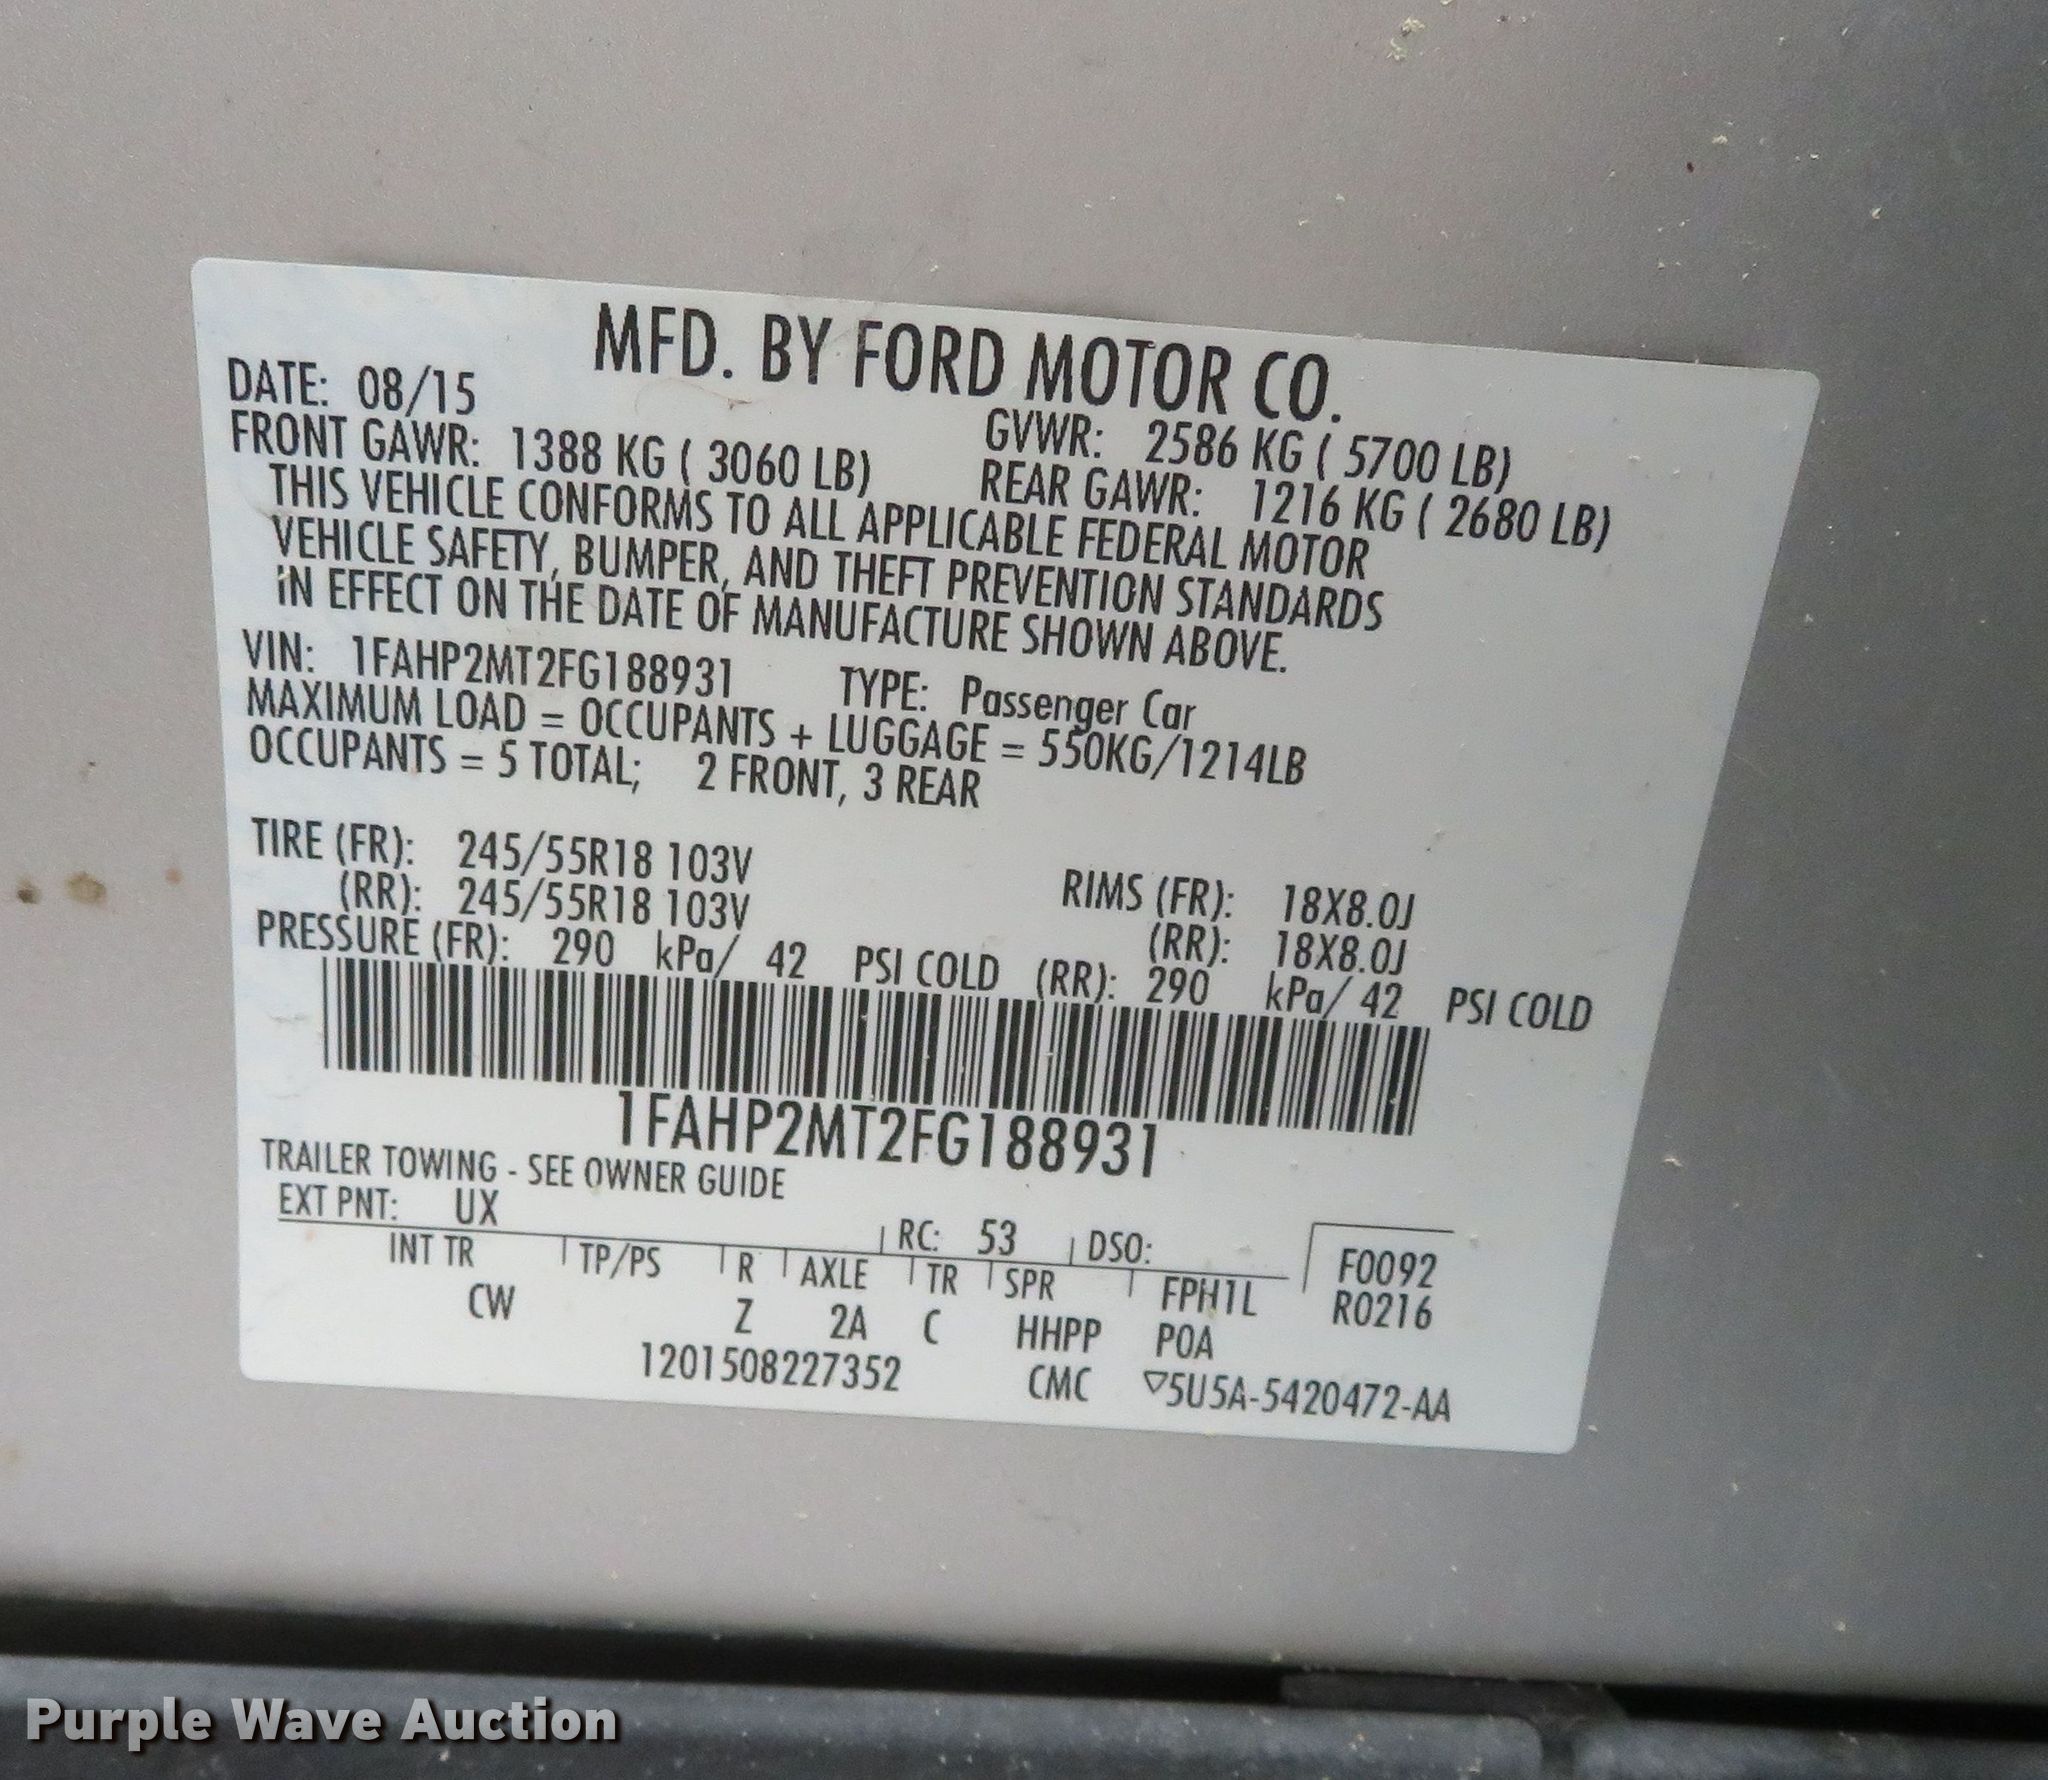 MFD. BY FORD MOTOR CO.
DATE: 08/15 GVWR: 2586 KG ( 5700 LB)
FRONT GAWR: 1388 KG ( 3060 LB) REAR GAWR: 1216 KG ( 2680 LB)
THIS VEHICLE CONFORMS TO ALL APPLICABLE FEDERAL MOTOR
VEHICLE SAFETY, BUMPER, AND THEFT PREVENTION STANDARDS
IN EFFECT ON THE DATE OF MANUFACTURE SHOWN ABOVE.
VIN: 1FAHP2MT2FG188931 TYPE: Passenger Car
MAXIMUM LOAD = OCCUPANTS + LUGGAGE = 550KG/1214LB
OCCUPANTS = 5 TOTAL; 2 FRONT, 3 REAR
TIRE (FR): 245/55R18 103V RIMS (FR): 18X8.0J
(RR): 245/55R18 103V (RR): 18X8.0J
PRESSURE (FR): 290 kPa/ 42 PSI COLD (RR): 290 kPa/ 42 PSI COLD
1FAHP2MT2FG188931
TRAILER TOWING - SEE OWNER GUIDE
EXT PNT: UX RC: 53 DSO: F0092
INT TR TP/PS R AXLE TR SPR FPH1L R0216
CW Z 2A C HHPP POA
1201508227352 CMC ▽5U5A-5420472-AA
Purple Wave Auction